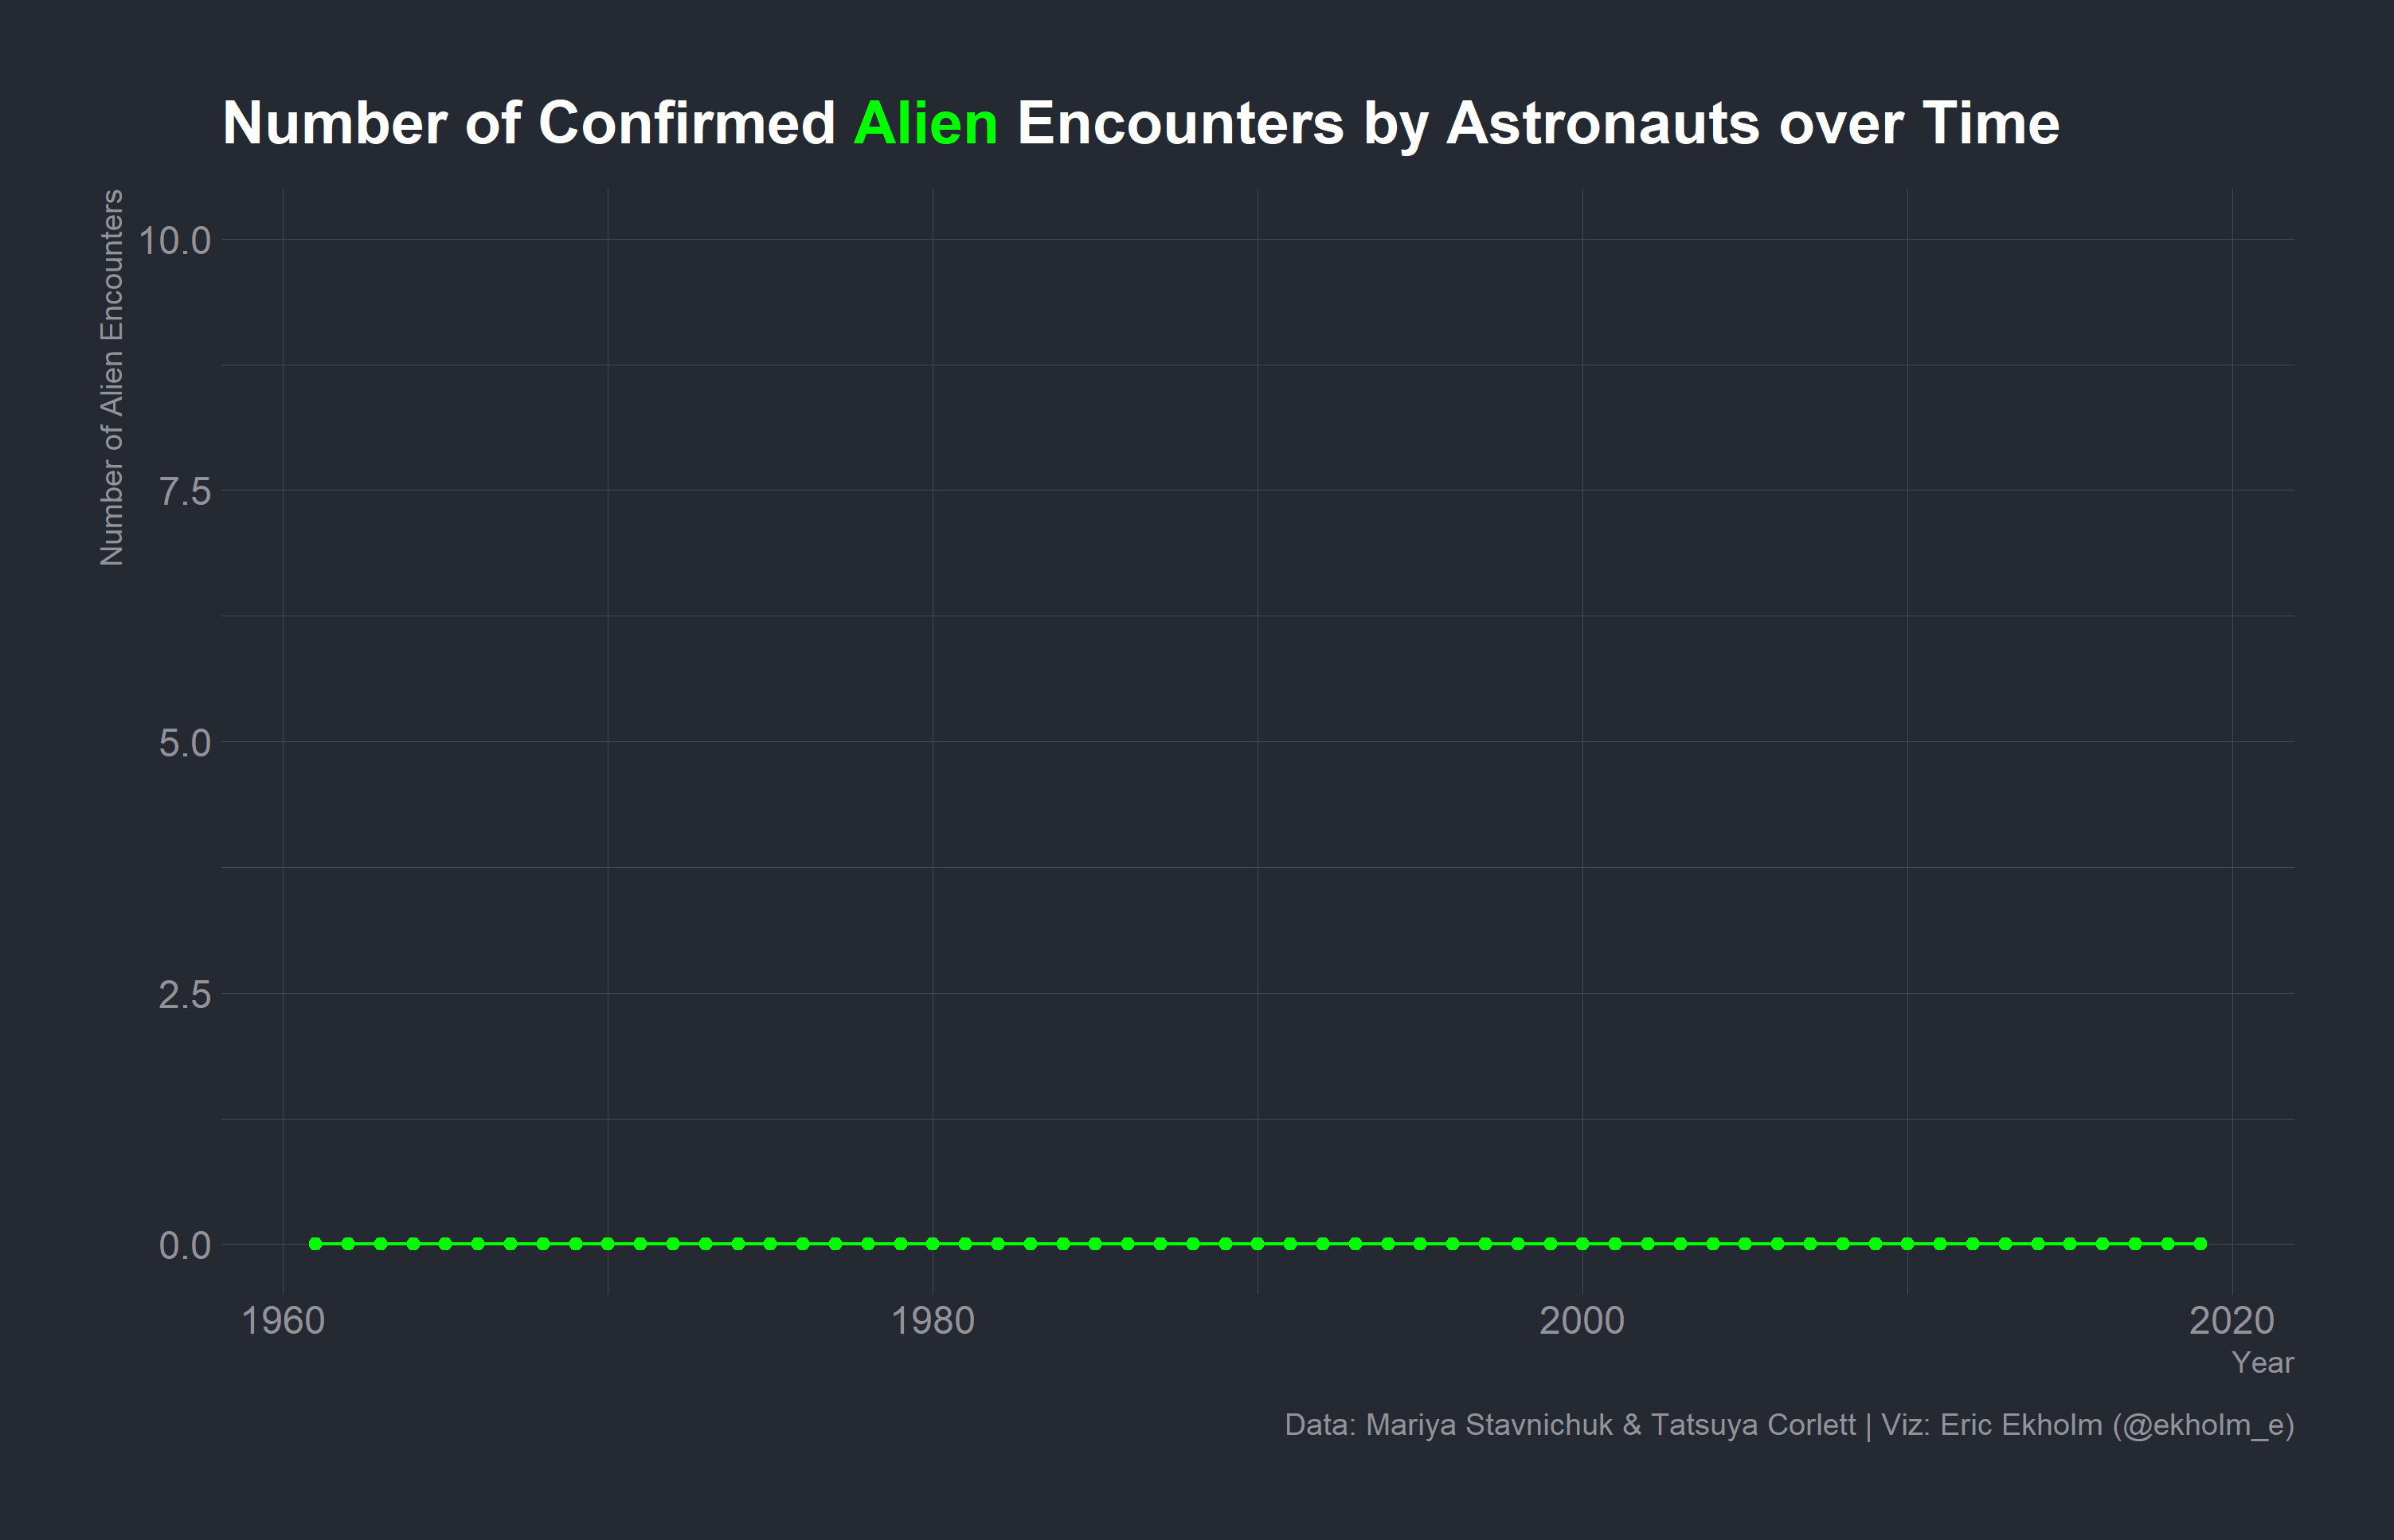 Number of Confirmed Alien Encounters by Astronauts over Time
Number of Alien Encounters
10.0
7.5
5.0
2.5
0.0
1960
1980
2000
2020
Year
Data: Mariya Stavnichuk & Tatsuya Corlett | Viz: Eric Ekholm (@ekholm_e)